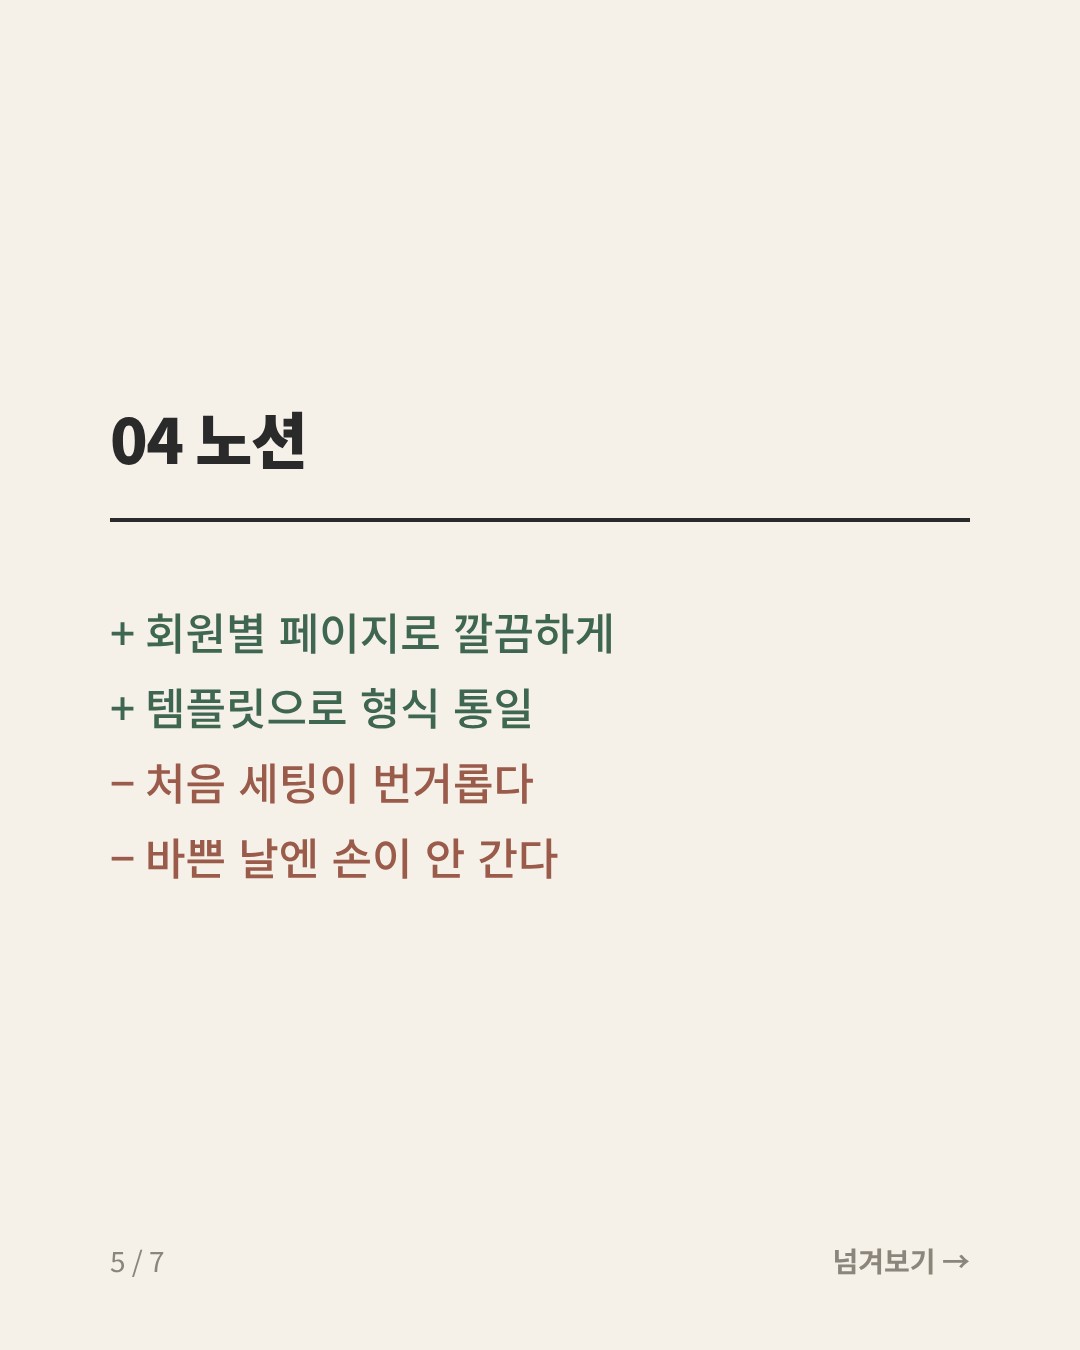 04 노션
+ 회원별 페이지로 깔끔하게
+ 템플릿으로 형식 통일
− 처음 세팅이 번거롭다
− 바쁜 날엔 손이 안 간다
5 / 7
넘겨보기 →